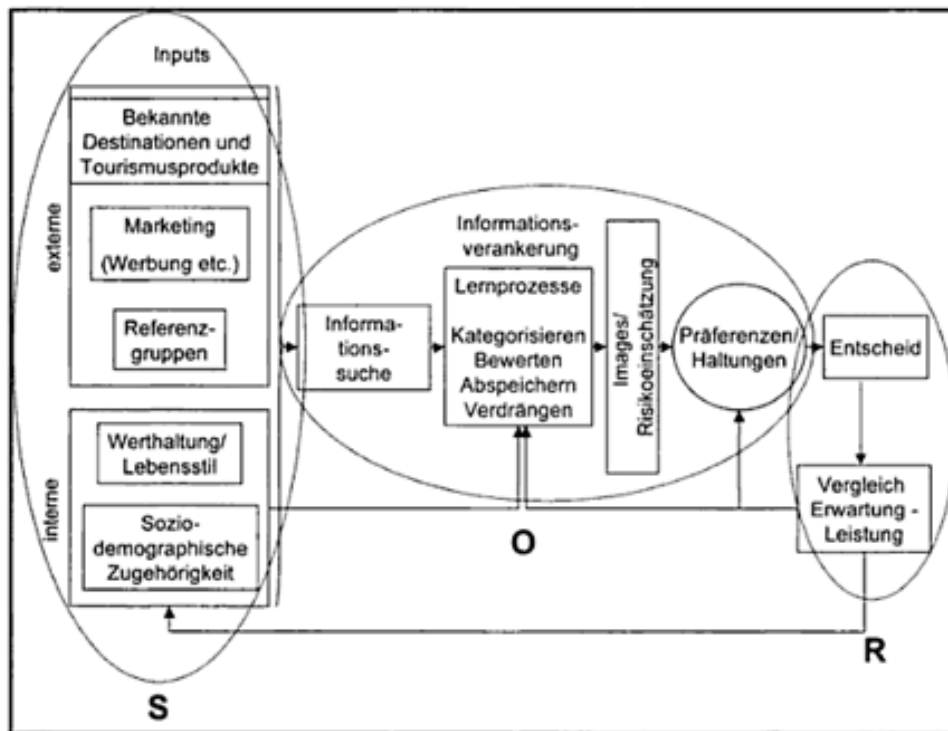 Inputs
externe
Bekannte
Destinationen und
Tourismusprodukte
Marketing
(Werbung etc.)
Referenz-
gruppen
interne
Werthaltung/
Lebensstil
Sozio-
demographische
Zugehörigkeit
S
Informa-
tions-
suche
Informations-
verankerung
Lernprozesse
Kategorisieren
Bewerten
Abspeichern
Verdrängen
Images/
Risikoeinschätzung
Präferenzen/
Haltungen
O
Entscheid
Vergleich
Erwartung -
Leistung
R